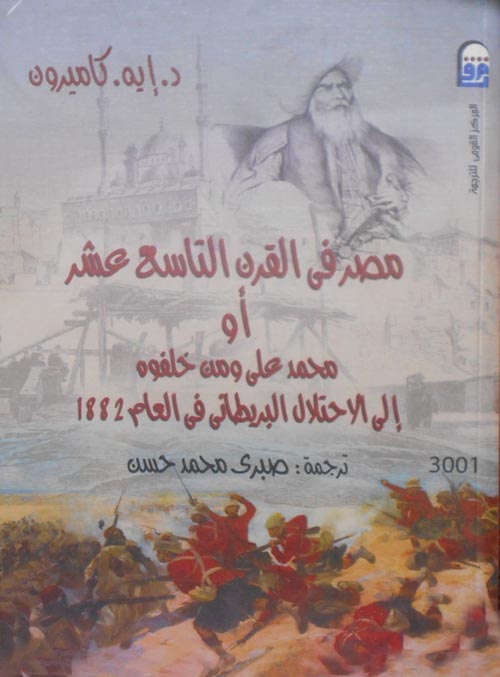 د. إيه. كاميرون
المركز القومى للترجمة
مصر فى القرن التاسع عشر
أو
محمد على ومن خلفوه
إلى الاحتلال البريطانى فى العام 1882
ترجمة: صبرى محمد حسن
3001